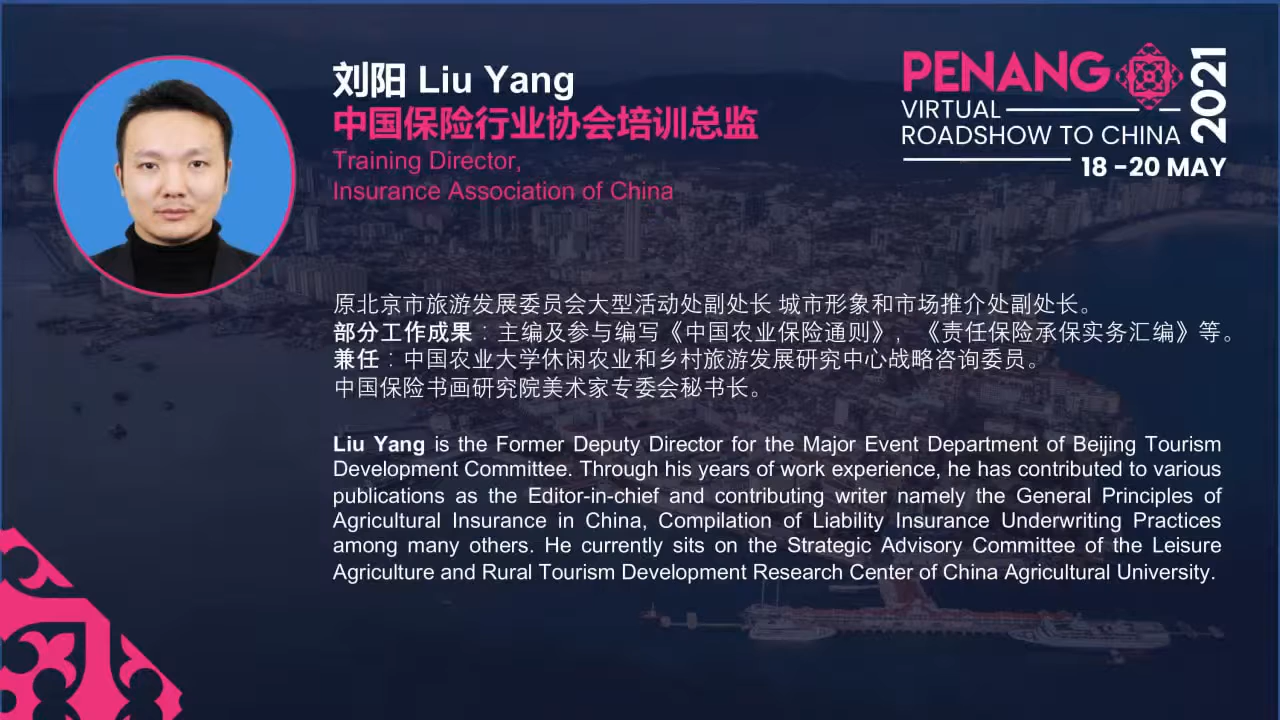 刘阳 Liu Yang
中国保险行业协会培训总监
Training Director,
Insurance Association of China
PENANG
VIRTUAL
ROADSHOW TO CHINA
2021
18 -20 MAY
原北京市旅游发展委员会大型活动处副处长 城市形象和市场推介处副处长。
部分工作成果：主编及参与编写《中国农业保险通则》，《责任保险承保实务汇编》等。
兼任：中国农业大学休闲农业和乡村旅游发展研究中心战略咨询委员。
中国保险书画研究院美术家专委会秘书长。
Liu Yang is the Former Deputy Director for the Major Event Department of Beijing Tourism
Development Committee. Through his years of work experience, he has contributed to various
publications as the Editor-in-chief and contributing writer namely the General Principles of
Agricultural Insurance in China, Compilation of Liability Insurance Underwriting Practices
among many others. He currently sits on the Strategic Advisory Committee of the Leisure
Agriculture and Rural Tourism Development Research Center of China Agricultural University.